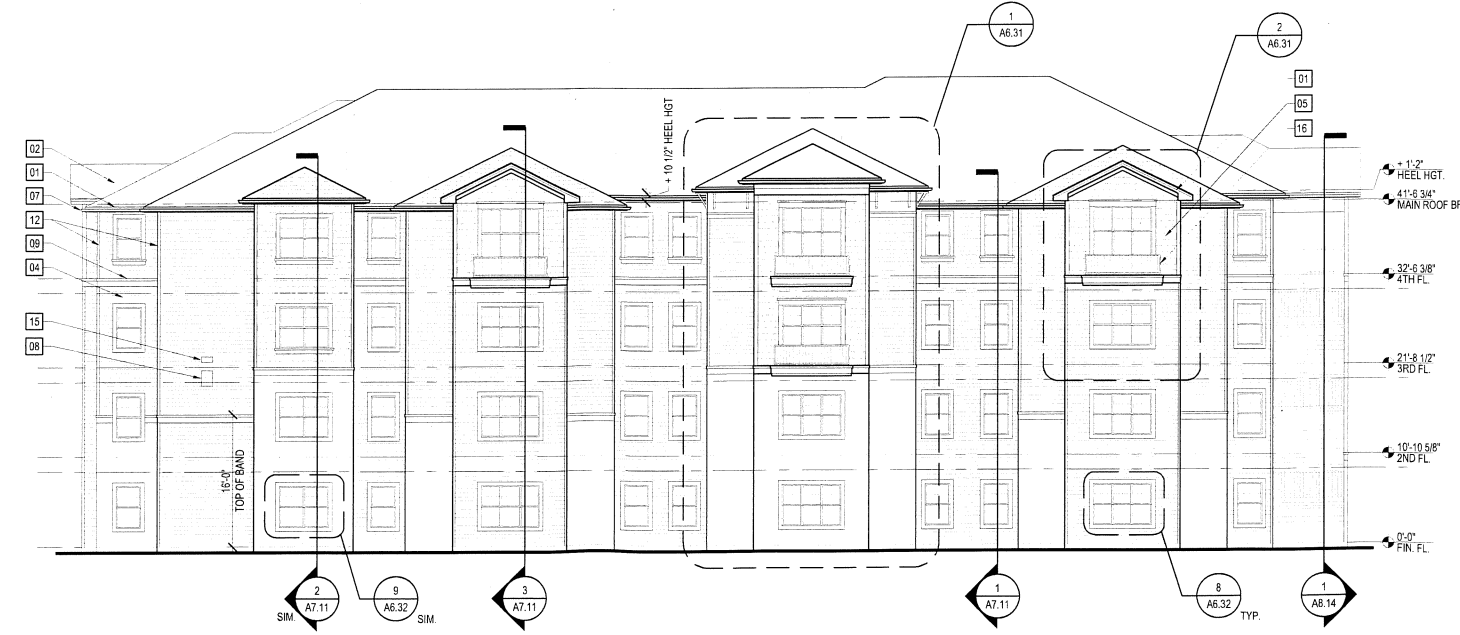 1
A6.31
2
A6.31
01
05
16
+ 10 1/2" HEEL HGT
02
01
07
12
09
04
15
08
+ 1'-2"
HEEL HGT.
41'-6 3/4"
MAIN ROOF
32'-6 3/8"
4TH FL.
21'-8 1/2"
3RD FL.
10'-10 5/8"
2ND FL.
0'-0"
FIN. FL.
16'-0"
TOP OF BAND
2
A7.11
SIM.
9
A6.32
SIM.
3
A7.11
1
A7.11
8
A6.32
TYP.
1
A8.14